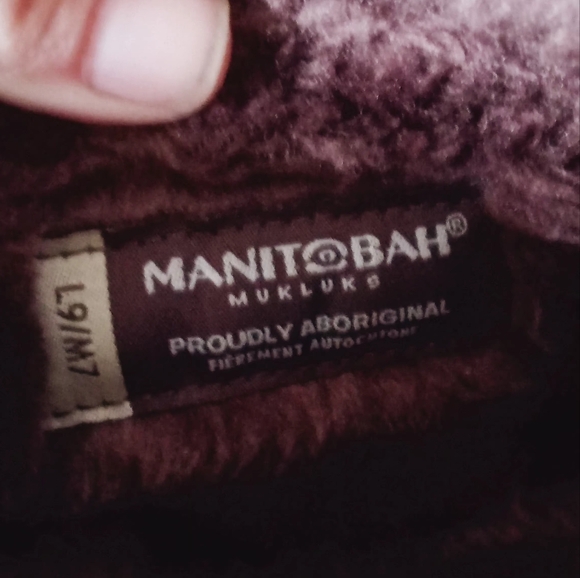 MANITOBAH®
MUKLUKS
PROUDLY ABORIGINAL
FIÈREMENT AUTOCHTONE
L9/M7